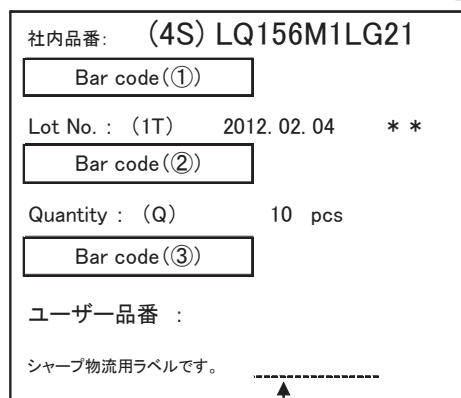 社内品番: (4S) LQ156M1LG21
Bar code(①)
Lot No. : (1T) 2012. 02. 04 * *
Bar code(②)
Quantity : (Q) 10 pcs
Bar code(③)
ユーザー品番 :
シャープ物流用ラベルです。